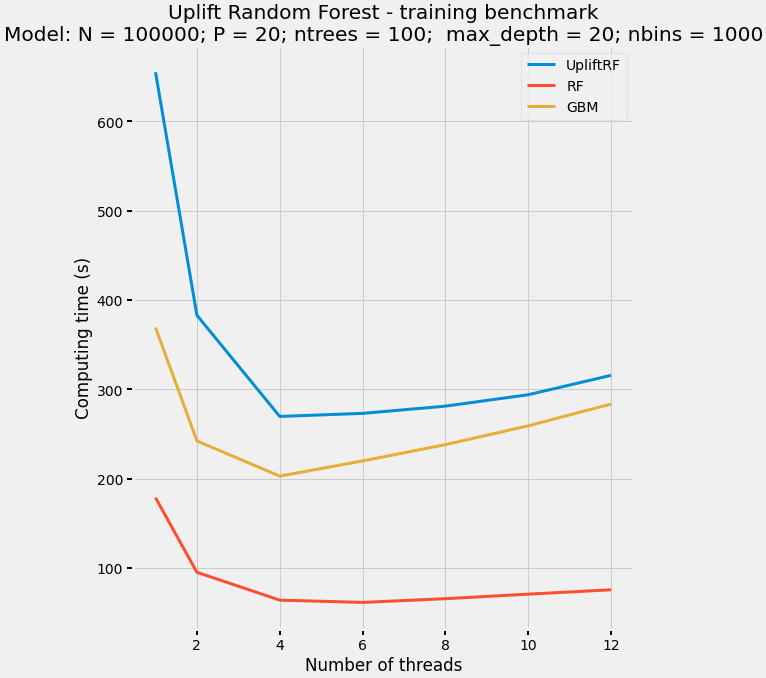 Uplift Random Forest - training benchmark
Model: N = 100000; P = 20; ntrees = 100;  max_depth = 20; nbins = 1000
UpliftRF
RF
GBM
600
500
400
300
200
100
Computing time (s)
2 4 6 8 10 12
Number of threads